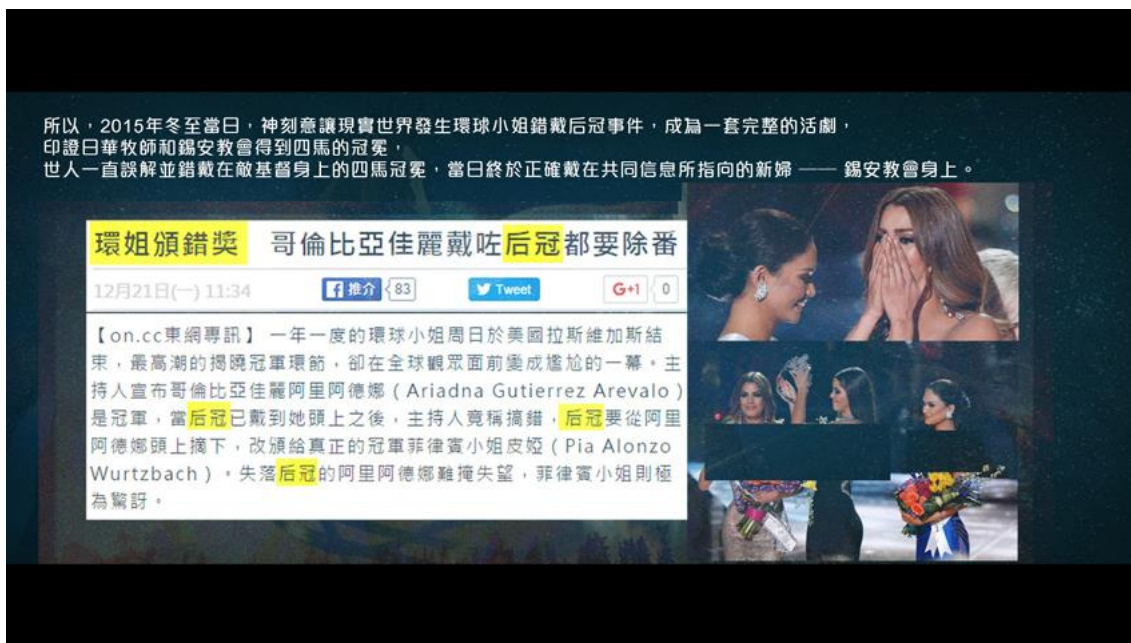 所以，2015年冬至當日，神刻意讓現實世界發生環球小姐錯戴后冠事件，成為一套完整的活劇，
印證日華牧師和錫安教會得到四馬的冠冕，
世人一直誤解並錯戴在敵基督身上的四馬冠冕，當日終於正確戴在共同信息所指向的新婦 —— 錫安教會身上。
環姐頒錯獎　哥倫比亞佳麗戴咗后冠都要除番
12月21日(一) 11:34
推介 83
Tweet
G+1 0
【on.cc東網專訊】 一年一度的環球小姐周日於美國拉斯維加斯結
束，最高潮的揭曉冠軍環節，卻在全球觀眾面前變成尷尬的一幕。主
持人宣布哥倫比亞佳麗阿里阿德娜（Ariadna Gutierrez Arevalo）
是冠軍，當后冠已戴到她頭上之後，主持人竟稱搞錯，后冠要從阿里
阿德娜頭上摘下，改頒給真正的冠軍菲律賓小姐皮婭（Pia Alonzo
Wurtzbach）。失落后冠的阿里阿德娜難掩失望，菲律賓小姐則極
為驚訝。